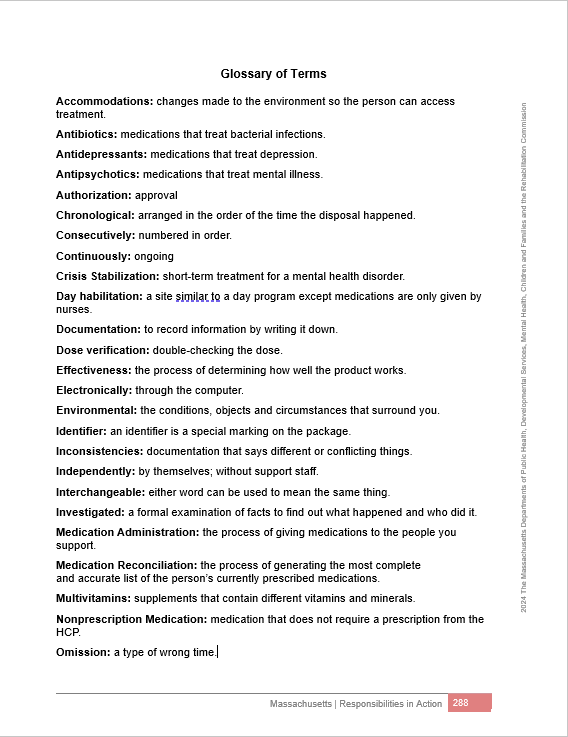 Glossary of Terms
Accommodations: changes made to the environment so the person can access
treatment.
Antibiotics: medications that treat bacterial infections.
Antidepressants: medications that treat depression.
Antipsychotics: medications that treat mental illness.
Authorization: approval
Chronological: arranged in the order of the time the disposal happened.
Consecutively: numbered in order.
Continuously: ongoing
Crisis Stabilization: short-term treatment for a mental health disorder.
Day habilitation: a site similar to a day program except medications are only given by
nurses.
Documentation: to record information by writing it down.
Dose verification: double-checking the dose.
Effectiveness: the process of determining how well the product works.
Electronically: through the computer.
Environmental: the conditions, objects and circumstances that surround you.
Identifier: an identifier is a special marking on the package.
Inconsistencies: documentation that says different or conflicting things.
Independently: by themselves; without support staff.
Interchangeable: either word can be used to mean the same thing.
Investigated: a formal examination of facts to find out what happened and who did it.
Medication Administration: the process of giving medications to the people you
support.
Medication Reconciliation: the process of generating the most complete
and accurate list of the person's currently prescribed medications.
Multivitamins: supplements that contain different vitamins and minerals.
Nonprescription Medication: medication that does not require a prescription from the
HCP.
Omission: a type of wrong time.
Massachusetts | Responsibilities in Action 288
2024 The Massachusetts Departments of Public Health, Developmental Services, Mental Health, Children and Families and the Rehabilitation Commission